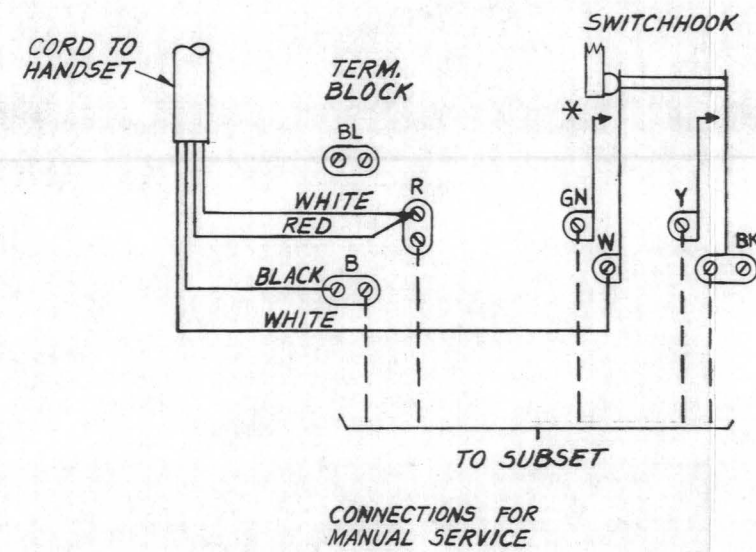 SWITCHHOOK
CORD TO
HANDSET
TERM.
BLOCK
*
BL
WHITE
R
RED
GN
Y
W
BK
BLACK
B
WHITE
TO SUBSET
CONNECTIONS FOR
MANUAL SERVICE